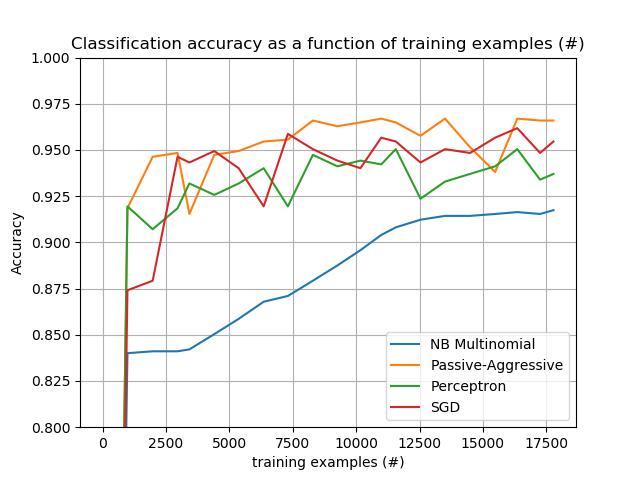 Classification accuracy as a function of training examples (#)
1.000
0.975
0.950
0.925
0.900
0.875
0.850
0.825
0.800
Accuracy
NB Multinomial
Passive-Aggressive
Perceptron
SGD
0 2500 5000 7500 10000 12500 15000 17500
training examples (#)